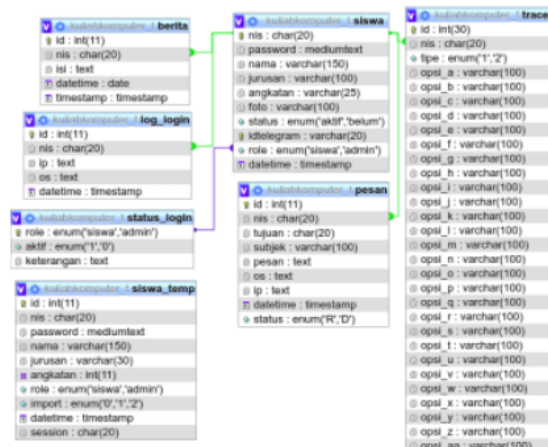 kuliahkomputer_t berita
id : int(11)
nis : char(20)
isi : text
datetime : date
timestamp : timestamp
kuliahkomputer_t log_login
id : int(11)
nis : char(20)
ip : text
os : text
datetime : timestamp
kuliahkomputer_t status_login
role : enum('siswa','admin')
aktif : enum('1','0')
keterangan : text
kuliahkomputer_t siswa_temp
id : int(11)
nis : char(20)
password : mediumtext
nama : varchar(150)
jurusan : varchar(30)
angkatan : int(11)
role : enum('siswa','admin')
import : enum('0','1','2')
datetime : timestamp
session : char(20)
kuliahkomputer_t siswa
nis : char(20)
password : mediumtext
nama : varchar(150)
jurusan : varchar(100)
angkatan : varchar(25)
foto : varchar(100)
status : enum('aktif','belum')
idtelegram : varchar(20)
role : enum('siswa','admin')
datetime : timestamp
kuliahkomputer_t pesan
id : int(11)
nis : char(20)
tujuan : char(20)
subjek : varchar(100)
pesan : text
os : text
ip : text
datetime : timestamp
status : enum('R','D')
kuliahkomputer_t trace
id : int(30)
nis : char(20)
tipe : enum('1','2')
opsi_a : varchar(100)
opsi_b : varchar(100)
opsi_c : varchar(100)
opsi_d : varchar(100)
opsi_e : varchar(100)
opsi_f : varchar(100)
opsi_g : varchar(100)
opsi_h : varchar(100)
opsi_i : varchar(100)
opsi_j : varchar(100)
opsi_k : varchar(100)
opsi_l : varchar(100)
opsi_m : varchar(100)
opsi_n : varchar(100)
opsi_o : varchar(100)
opsi_p : varchar(100)
opsi_q : varchar(100)
opsi_r : varchar(100)
opsi_s : varchar(100)
opsi_t : varchar(100)
opsi_u : varchar(100)
opsi_v : varchar(100)
opsi_w : varchar(100)
opsi_x : varchar(100)
opsi_y : varchar(100)
opsi_z : varchar(100)
opsi_aa : varchar(100)